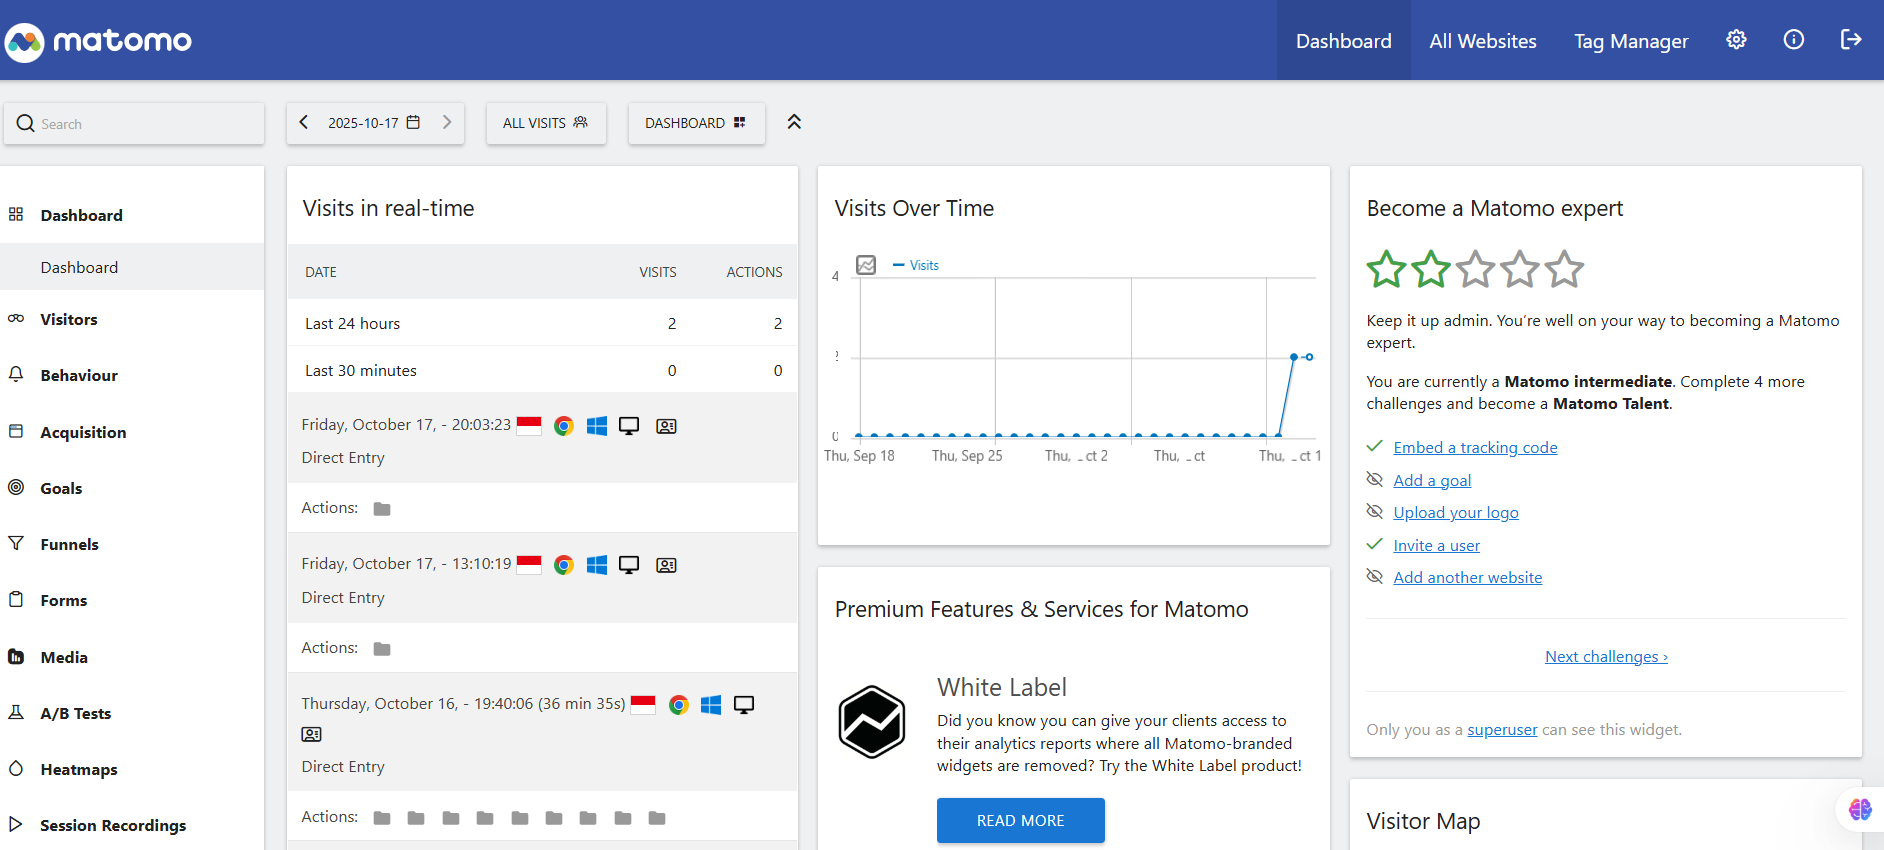 matomo
Dashboard
All Websites
Tag Manager
Search
2025-10-17
ALL VISITS
DASHBOARD
Dashboard
Dashboard
Visitors
Behaviour
Acquisition
Goals
Funnels
Forms
Media
A/B Tests
Heatmaps
Session Recordings
Visits in real-time
DATE VISITS ACTIONS
Last 24 hours 2 2
Last 30 minutes 0 0
Friday, October 17, - 20:03:23
Direct Entry
Actions:
Friday, October 17, - 13:10:19
Direct Entry
Actions:
Thursday, October 16, - 19:40:06 (36 min 35s)
Direct Entry
Actions:
Visits Over Time
Visits
4
0
Thu, Sep 18 Thu, Sep 25 Thu, ct 2 Thu, ct Thu, ct 1
Premium Features & Services for Matomo
White Label
Did you know you can give your clients access to
their analytics reports where all Matomo-branded
widgets are removed? Try the White Label product!
READ MORE
Become a Matomo expert
Keep it up admin. You’re well on your way to becoming a Matomo
expert.
You are currently a Matomo intermediate. Complete 4 more
challenges and become a Matomo Talent.
Embed a tracking code
Add a goal
Upload your logo
Invite a user
Add another website
Next challenges ›
Only you as a superuser can see this widget.
Visitor Map